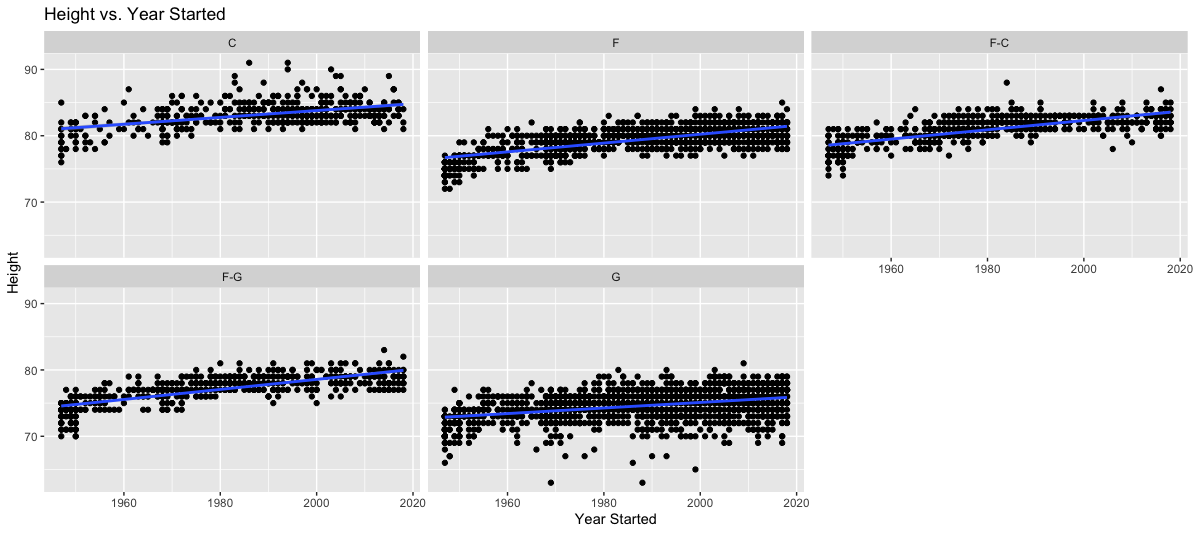 Height vs. Year Started
C F F-C
90
80
70
1960 1980 2000 2020
Height
F-G G
90
80
70
1960 1980 2000 2020 1960 1980 2000 2020
Year Started